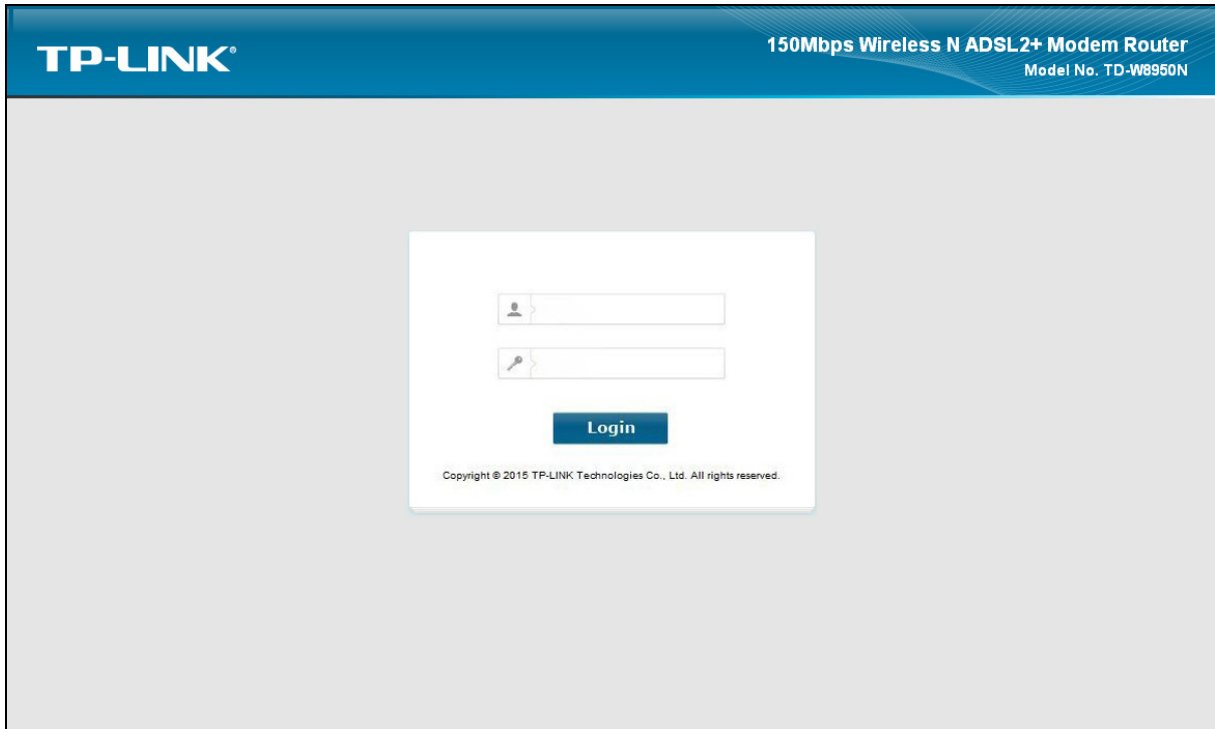 TP-LINK®
150Mbps Wireless N ADSL2+ Modem Router
Model No. TD-W8950N
Login
Copyright © 2015 TP-LINK Technologies Co., Ltd. All rights reserved.